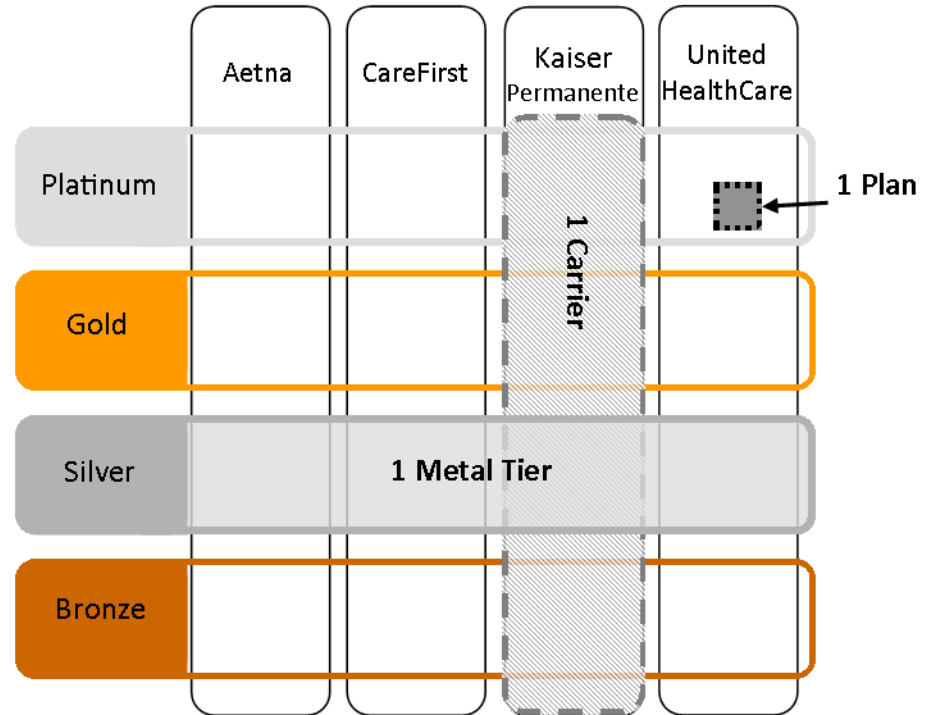 Aetna
CareFirst
Kaiser
Permanente
United
HealthCare
Platinum
1 Plan
1 Carrier
Gold
Silver
1 Metal Tier
Bronze